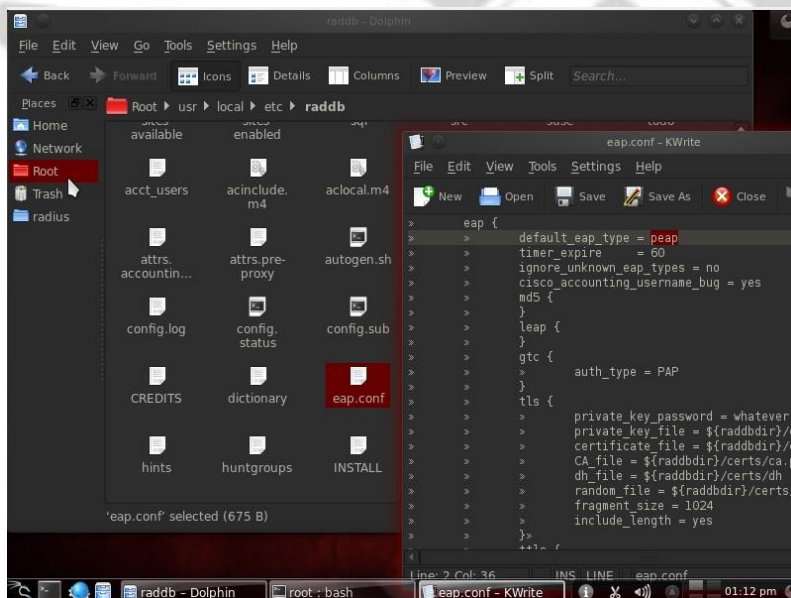 raddb - Dolphin
File Edit View Go Tools Settings Help
Back Forward Icons Details Columns Preview Split Search...
Places
Root usr local etc raddb
Home
Network
Root
Trash
radius
available
enabled
acct_users
acinclude.
m4
aclocal.m4
attrs.
accountin...
attrs.pre-
proxy
autogen.sh
config.log
config.
status
config.sub
CREDITS
dictionary
eap.conf
hints
huntgroups
INSTALL
'eap.conf' selected (675 B)
eap.conf - KWrite
File Edit View Tools Settings Help
New Open Save Save As Close
eap {
default_eap_type = peap
timer_expire = 60
ignore_unknown_eap_types = no
cisco_accounting_username_bug = yes
md5 {
}
leap {
}
gtc {
auth_type = PAP
}
tls {
private_key_password = whatever
private_key_file = ${raddbdir}/
certificate_file = ${raddbdir}/
CA_file = ${raddbdir}/certs/ca.
dh_file = ${raddbdir}/certs/dh
random_file = ${raddbdir}/certs
fragment_size = 1024
include_length = yes
}
ttls {
Line: 2 Col: 36 INS LINE eap.conf
raddb - Dolphin root : bash eap.conf - KWrite 01:12 pm